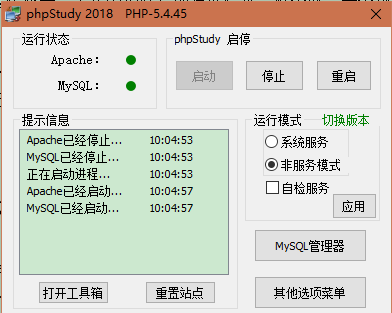 phpStudy 2018 PHP-5.4.45
运行状态
Apache:
MySQL:
phpStudy 启停
启动 停止 重启
提示信息
Apache已经停止... 10:04:53
MySQL已经停止... 10:04:53
正在启动进程... 10:04:53
Apache已经启动... 10:04:57
MySQL已经启动... 10:04:57
打开工具箱 重置站点
运行模式 切换版本
系统服务
非服务模式
自检服务
应用
MySQL管理器
其他选项菜单